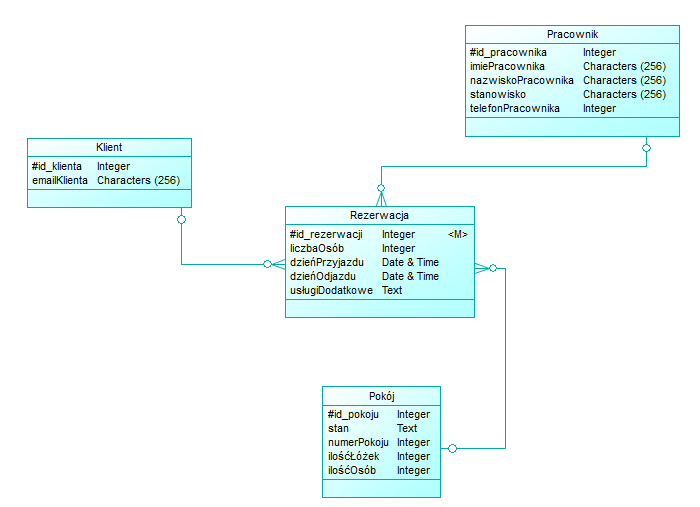 Pracownik
#id_pracownika Integer
imiePracownika Characters (256)
nazwiskoPracownika Characters (256)
stanowisko Characters (256)
telefonPracownika Integer
Klient
#id_klienta Integer
emailKlienta Characters (256)
Rezerwacja
#id_rezerwacji Integer <M>
liczbaOsób Integer
dzieńPrzyjazdu Date & Time
dzieńOdjazdu Date & Time
usługiDodatkowe Text
Pokój
#id_pokoju Integer
stan Text
numerPokoju Integer
ilośćŁóżek Integer
ilośćOsób Integer